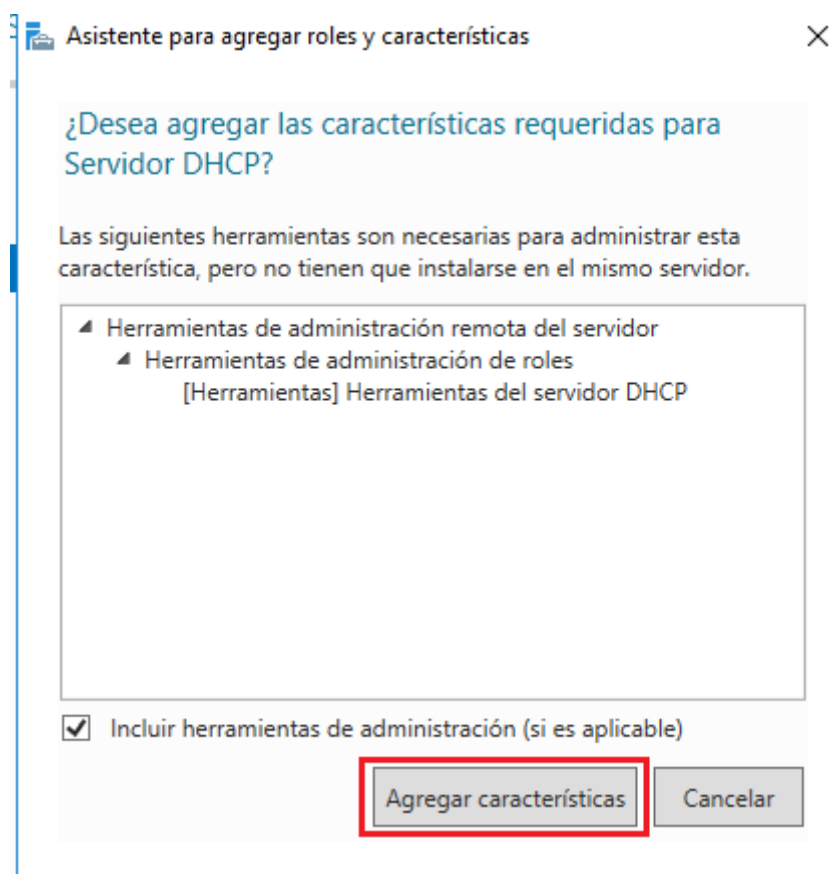 Asistente para agregar roles y características
¿Desea agregar las características requeridas para
Servidor DHCP?
Las siguientes herramientas son necesarias para administrar esta
característica, pero no tienen que instalarse en el mismo servidor.
Herramientas de administración remota del servidor
Herramientas de administración de roles
[Herramientas] Herramientas del servidor DHCP
Incluir herramientas de administración (si es aplicable)
Agregar características
Cancelar